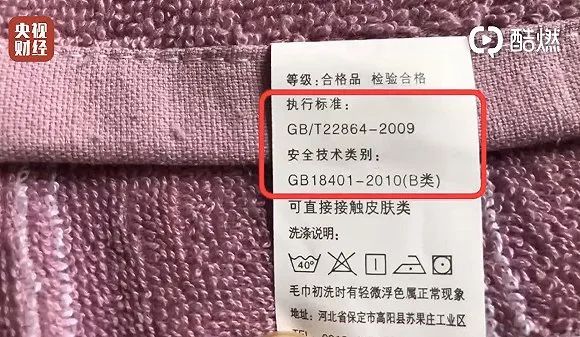 央视
财经
酷燃
等级:合格品 检验合格
执行标准:
GB/T22864-2009
安全技术类别:
GB18401-2010(B类)
可直接接触皮肤类
洗涤说明:
40°
毛巾初洗时有轻微浮色属正常现象
地址: 河北省保定市高阳县苏果庄工业区